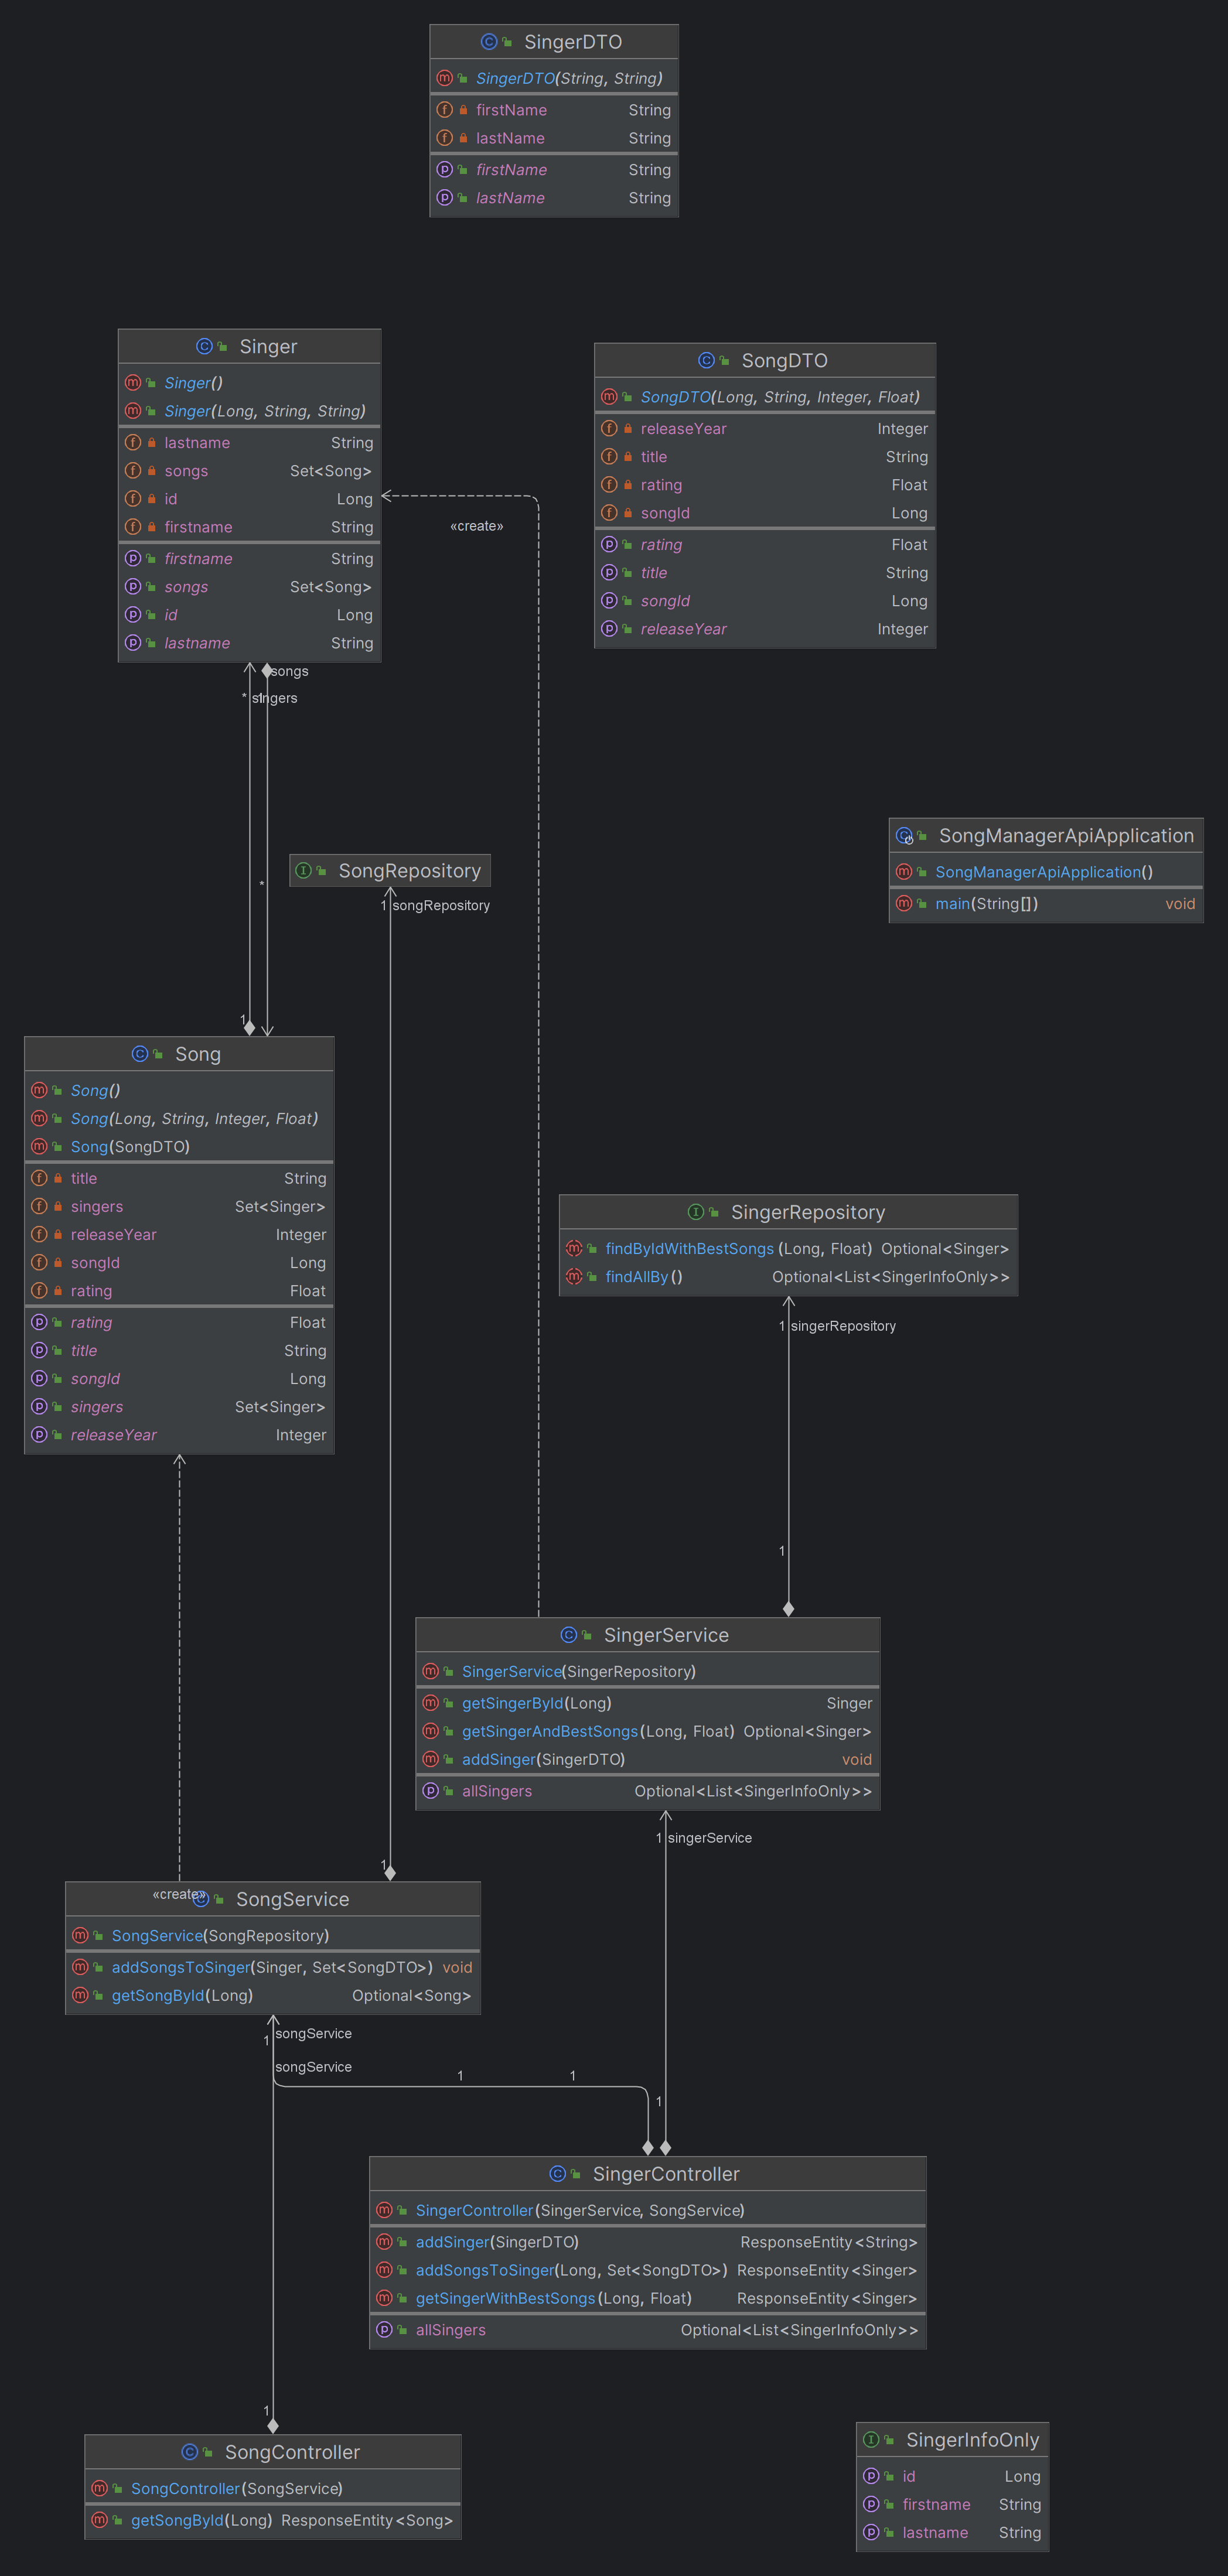 SingerDTO
SingerDTO(String, String)
firstName String
lastName String
firstName String
lastName String
Singer
Singer()
Singer(Long, String, String)
lastname String
songs Set<Song>
id Long
firstname String
firstname String
songs Set<Song>
id Long
lastname String
SongDTO
SongDTO(Long, String, Integer, Float)
releaseYear Integer
title String
rating Float
songId Long
rating Float
title String
songId Long
releaseYear Integer
«create»
songs
* singers
1
*
SongManagerApiApplication
SongManagerApiApplication()
main(String[]) void
SongRepository
1 songRepository
1
Song
Song()
Song(Long, String, Integer, Float)
Song(SongDTO)
title String
singers Set<Singer>
releaseYear Integer
songId Long
rating Float
rating Float
title String
songId Long
singers Set<Singer>
releaseYear Integer
SingerRepository
findByIdWithBestSongs(Long, Float) Optional<Singer>
findAllBy() Optional<List<SingerInfoOnly>>
1 singerRepository
1
SingerService
SingerService(SingerRepository)
getSingerById(Long) Singer
getSingerAndBestSongs(Long, Float) Optional<Singer>
addSinger(SingerDTO) void
allSingers Optional<List<SingerInfoOnly>>
1 singerService
1
«create»
SongService
SongService(SongRepository)
addSongsToSinger(Singer, Set<SongDTO>) void
getSongById(Long) Optional<Song>
songService
1
songService
1 1
1
SingerController
SingerController(SingerService, SongService)
addSinger(SingerDTO) ResponseEntity<String>
addSongsToSinger(Long, Set<SongDTO>) ResponseEntity<Singer>
getSingerWithBestSongs(Long, Float) ResponseEntity<Singer>
allSingers Optional<List<SingerInfoOnly>>
1
SongController
SongController(SongService)
getSongById(Long) ResponseEntity<Song>
SingerInfoOnly
id Long
firstname String
lastname String